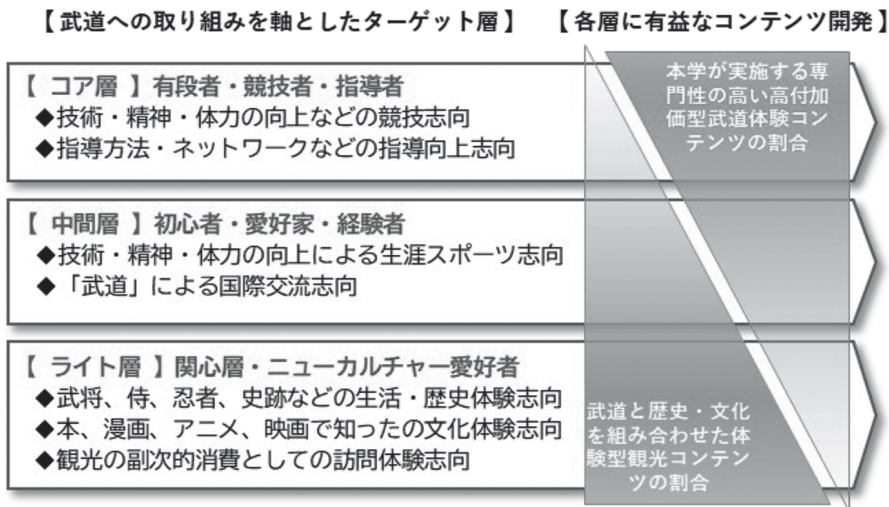 【 武道への取り組みを軸としたターゲット層 】
【 各層に有益なコンテンツ開発 】
【 コア層 】有段者・競技者・指導者
◆技術・精神・体力の向上などの競技志向
◆指導方法・ネットワークなどの指導向上志向
本学が実施する専
門性の高い高付加
価型武道体験コン
テンツの割合
【 中間層 】初心者・愛好家・経験者
◆技術・精神・体力の向上による生涯スポーツ志向
◆「武道」による国際交流志向
【 ライト層 】関心層・ニューカルチャー愛好者
◆武将、侍、忍者、史跡などの生活・歴史体験志向
◆本、漫画、アニメ、映画で知ったの文化体験志向
◆観光の副次的消費としての訪問体験志向
武道と歴史・文化
を組み合わせた体
験型観光コンテン
ツの割合